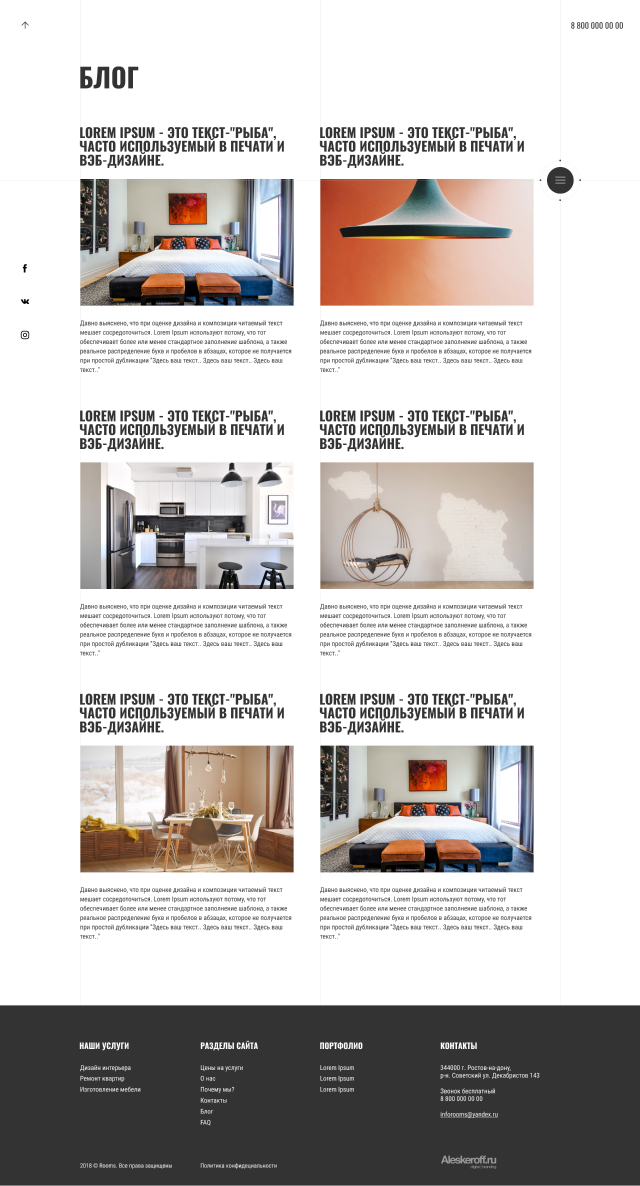 8 800 000 00 00
БЛОГ
LOREM IPSUM - ЭТО ТЕКСТ-"РЫБА",
ЧАСТО ИСПОЛЬЗУЕМЫЙ В ПЕЧАТИ И
ВЭБ-ДИЗАЙНЕ.
Давно выяснено, что при оценке дизайна и композиции читаемый текст
мешает сосредоточиться. Lorem Ipsum используют потому, что тот
обеспечивает более или менее стандартное заполнение шаблона, а также
реальное распределение букв и пробелов в абзацах, которое не получается
при простой дубликации "Здесь ваш текст.. Здесь ваш текст.. Здесь ваш
текст.."
LOREM IPSUM - ЭТО ТЕКСТ-"РЫБА",
ЧАСТО ИСПОЛЬЗУЕМЫЙ В ПЕЧАТИ И
ВЭБ-ДИЗАЙНЕ.
Давно выяснено, что при оценке дизайна и композиции читаемый текст
мешает сосредоточиться. Lorem Ipsum используют потому, что тот
обеспечивает более или менее стандартное заполнение шаблона, а также
реальное распределение букв и пробелов в абзацах, которое не получается
при простой дубликации "Здесь ваш текст.. Здесь ваш текст.. Здесь ваш
текст.."
LOREM IPSUM - ЭТО ТЕКСТ-"РЫБА",
ЧАСТО ИСПОЛЬЗУЕМЫЙ В ПЕЧАТИ И
ВЭБ-ДИЗАЙНЕ.
Давно выяснено, что при оценке дизайна и композиции читаемый текст
мешает сосредоточиться. Lorem Ipsum используют потому, что тот
обеспечивает более или менее стандартное заполнение шаблона, а также
реальное распределение букв и пробелов в абзацах, которое не получается
при простой дубликации "Здесь ваш текст.. Здесь ваш текст.. Здесь ваш
текст.."
LOREM IPSUM - ЭТО ТЕКСТ-"РЫБА",
ЧАСТО ИСПОЛЬЗУЕМЫЙ В ПЕЧАТИ И
ВЭБ-ДИЗАЙНЕ.
Давно выяснено, что при оценке дизайна и композиции читаемый текст
мешает сосредоточиться. Lorem Ipsum используют потому, что тот
обеспечивает более или менее стандартное заполнение шаблона, а также
реальное распределение букв и пробелов в абзацах, которое не получается
при простой дубликации "Здесь ваш текст.. Здесь ваш текст.. Здесь ваш
текст.."
LOREM IPSUM - ЭТО ТЕКСТ-"РЫБА",
ЧАСТО ИСПОЛЬЗУЕМЫЙ В ПЕЧАТИ И
ВЭБ-ДИЗАЙНЕ.
Давно выяснено, что при оценке дизайна и композиции читаемый текст
мешает сосредоточиться. Lorem Ipsum используют потому, что тот
обеспечивает более или менее стандартное заполнение шаблона, а также
реальное распределение букв и пробелов в абзацах, которое не получается
при простой дубликации "Здесь ваш текст.. Здесь ваш текст.. Здесь ваш
текст.."
LOREM IPSUM - ЭТО ТЕКСТ-"РЫБА",
ЧАСТО ИСПОЛЬЗУЕМЫЙ В ПЕЧАТИ И
ВЭБ-ДИЗАЙНЕ.
Давно выяснено, что при оценке дизайна и композиции читаемый текст
мешает сосредоточиться. Lorem Ipsum используют потому, что тот
обеспечивает более или менее стандартное заполнение шаблона, а также
реальное распределение букв и пробелов в абзацах, которое не получается
при простой дубликации "Здесь ваш текст.. Здесь ваш текст.. Здесь ваш
текст.."
НАШИ УСЛУГИ
Дизайн интерьера
Ремонт квартир
Изготовление мебели
РАЗДЕЛЫ САЙТА
Цены на услуги
О нас
Почему мы?
Контакты
Блог
FAQ
ПОРТФОЛИО
Lorem Ipsum
Lorem Ipsum
Lorem Ipsum
КОНТАКТЫ
344000 г. Ростов-на-дону,
р-н. Советский ул. Декабристов 143
Звонок бесплатный
8 800 000 00 00
inforooms@yandex.ru
2018 © Rooms. Все права защищены
Политика конфидециальности
Aleskeroff.ru
digital | branding